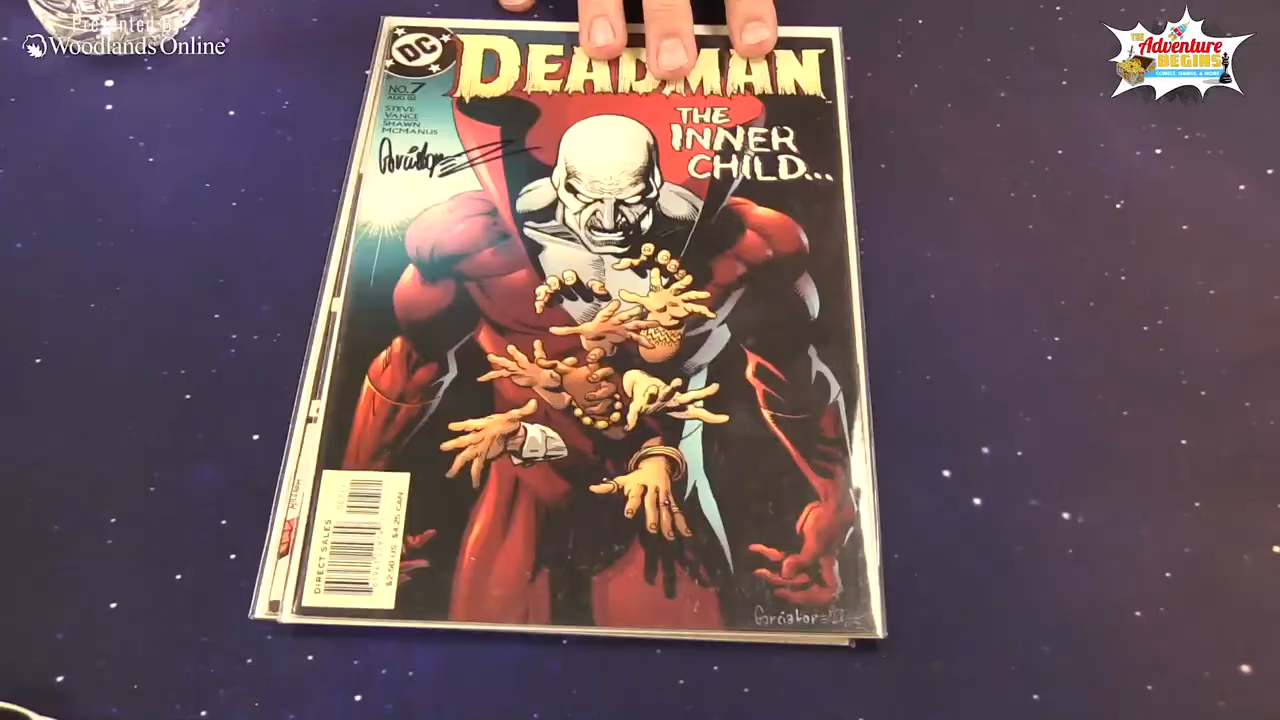 Presented By
Woodlands Online®
THE
Adventure
BEGINS
COMICS, GAMES, & MORE
DC
DEADMAN
NO.7
AUG 02
STEVE
VANCE
SHAWN
MCMANUS
THE
INNER
CHILD...
DIRECT SALES
$2.50 US $4.25 CAN